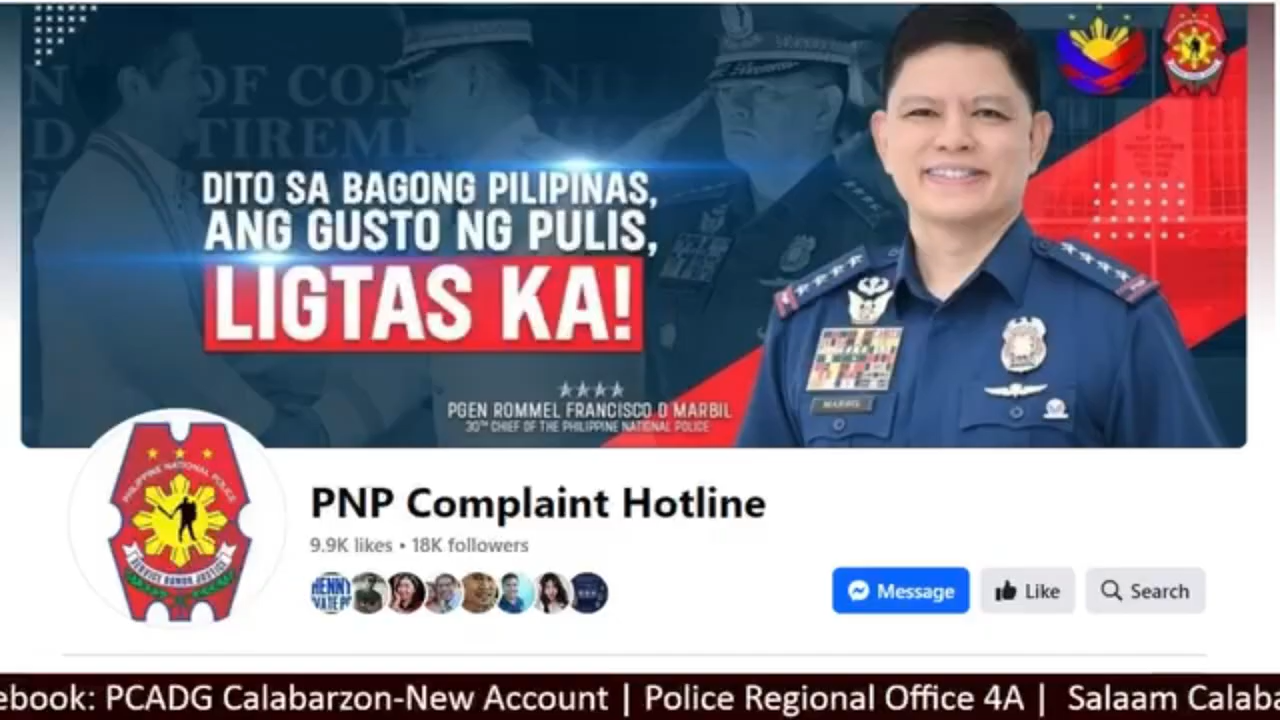 DITO SA BAGONG PILIPINAS,
ANG GUSTO NG PULIS,
LIGTAS KA!
PGEN ROMMEL FRANCISCO D MARBIL
30TH CHIEF OF THE PHILIPPINE NATIONAL POLICE
MARBIL
PHILIPPINE NATIONAL POLICE
SERVICE HONOR JUSTICE
PNP Complaint Hotline
9.9K likes • 18K followers
Message
Like
Search
ebook: PCADG Calabarzon-New Account | Police Regional Office 4A | Salaam Calaba